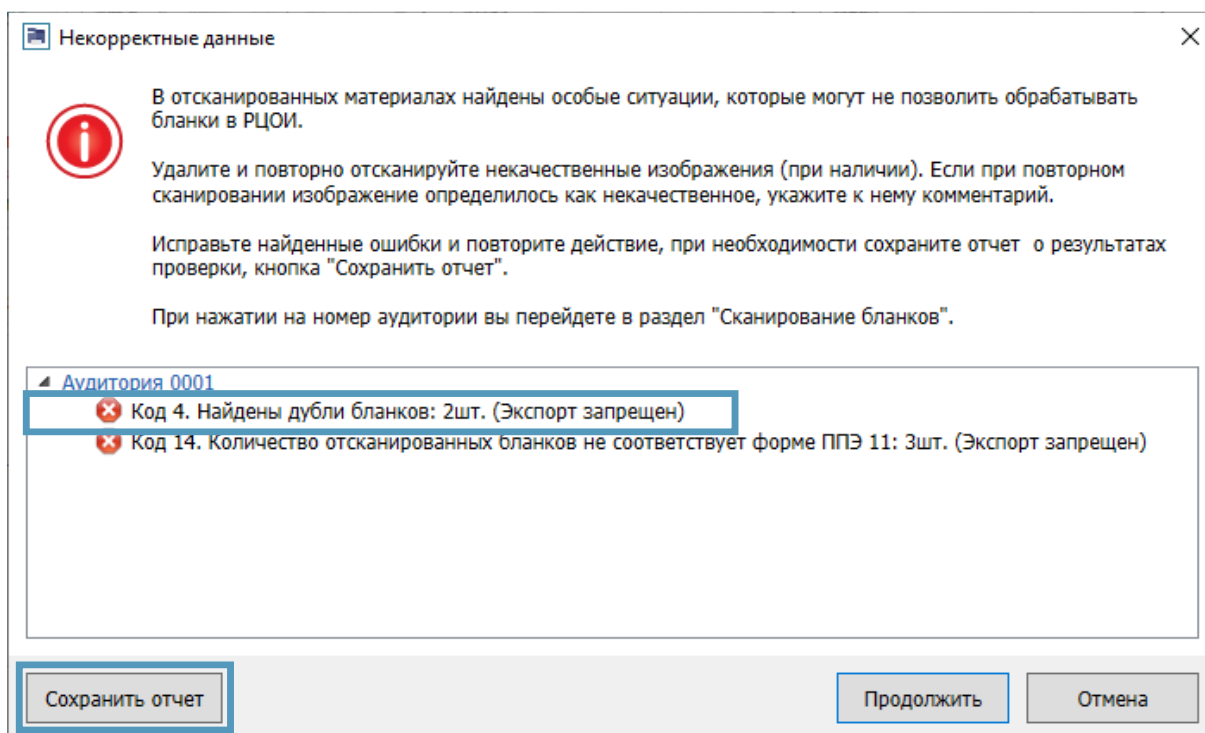 Некорректные данные
В отсканированных материалах найдены особые ситуации, которые могут не позволить обрабатывать
бланки в РЦОИ.
Удалите и повторно отсканируйте некачественные изображения (при наличии). Если при повторном
сканировании изображение определилось как некачественное, укажите к нему комментарий.
Исправьте найденные ошибки и повторите действие, при необходимости сохраните отчет  о результатах
проверки, кнопка "Сохранить отчет".
При нажатии на номер аудитории вы перейдете в раздел "Сканирование бланков".
Аудитория 0001
Код 4. Найдены дубли бланков: 2шт. (Экспорт запрещен)
Код 14. Количество отсканированных бланков не соответствует форме ППЭ 11: 3шт. (Экспорт запрещен)
Сохранить отчет
Продолжить
Отмена